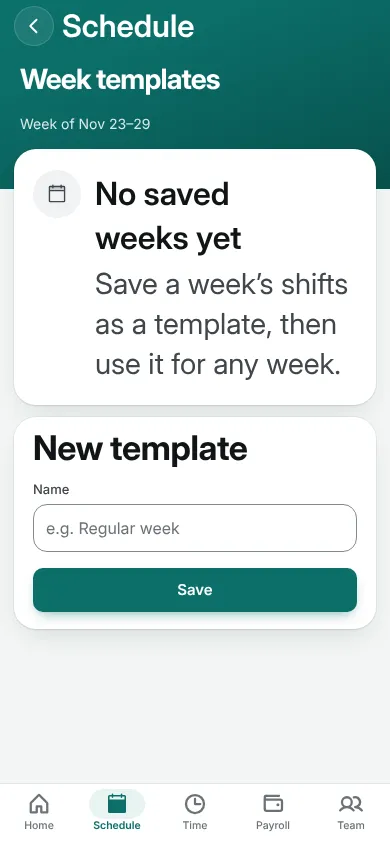 Schedule
Week templates
Week of Nov 23–29
No saved
weeks yet
Save a week’s shifts
as a template, then
use it for any week.
New template
Name
e.g. Regular week
Save
Home
Schedule
Time
Payroll
Team